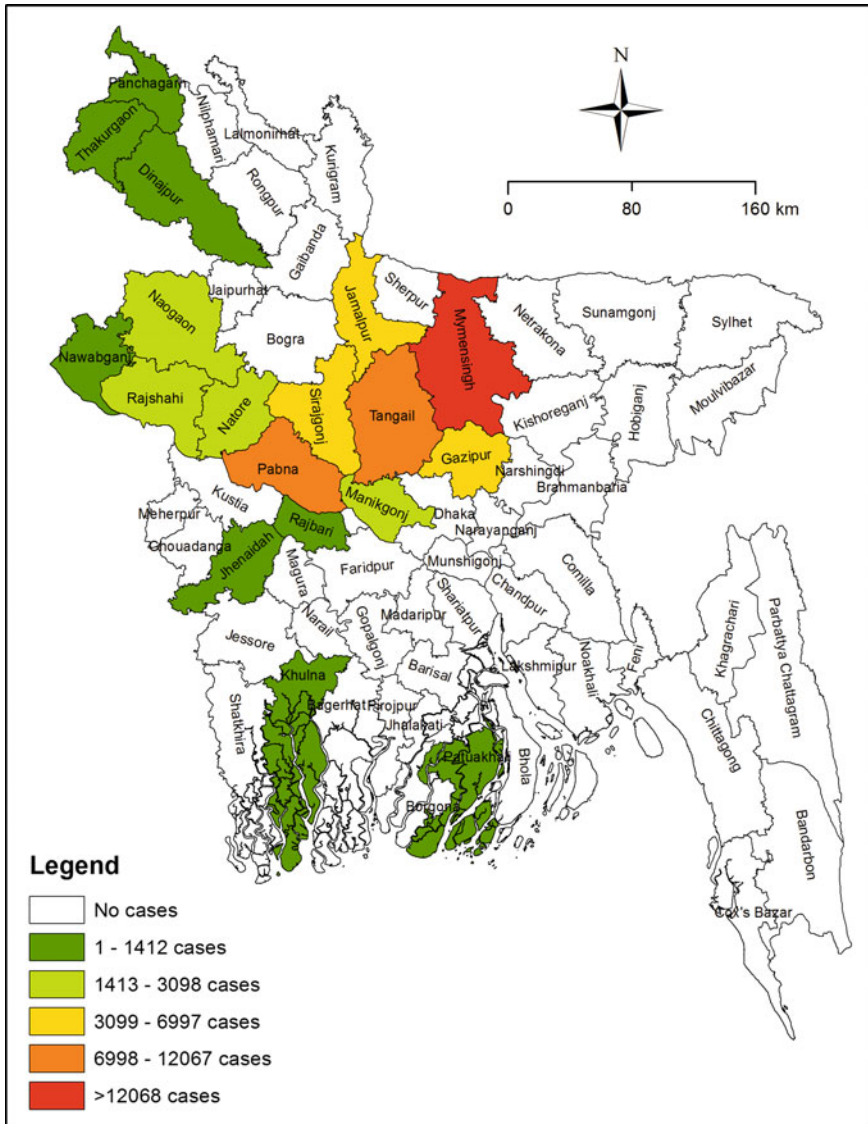 N
0 80 160 km
Panchagarh
Thakurgaon
Dinajpur
Nilphamari
Lalmonirhat
Rongpur
Kurigram
Gaibanda
Jaipurhat
Naogaon
Bogra
Jamalpur
Sherpur
Mymensingh
Netrakona
Sunamgonj
Sylhet
Nawabganj
Rajshahi
Natore
Sirajgonj
Tangail
Kishoreganj
Hobiganj
Moulvibazar
Pabna
Gazipur
Narshingdi
Brahmanbaria
Kustia
Manikgonj
Dhaka
Meherpur
Rajbari
Narayanganj
Chouadanga
Jhenaidah
Magura
Faridpur
Munshigonj
Comilla
Chandpur
Shariatpur
Madaripur
Narail
Gopalgonj
Jessore
Khagrachari
Parbattya Chattagram
Khulna
Barisal
Lakshmipur
Noakhali
Feni
Shatkhira
Bagerhat
Pirojpur
Jhalakati
Chittagong
Patuakhali
Bhola
Borgona
Bandarbon
Cox's Bazar
Legend
No cases
1 - 1412 cases
1413 - 3098 cases
3099 - 6997 cases
6998 - 12067 cases
>12068 cases